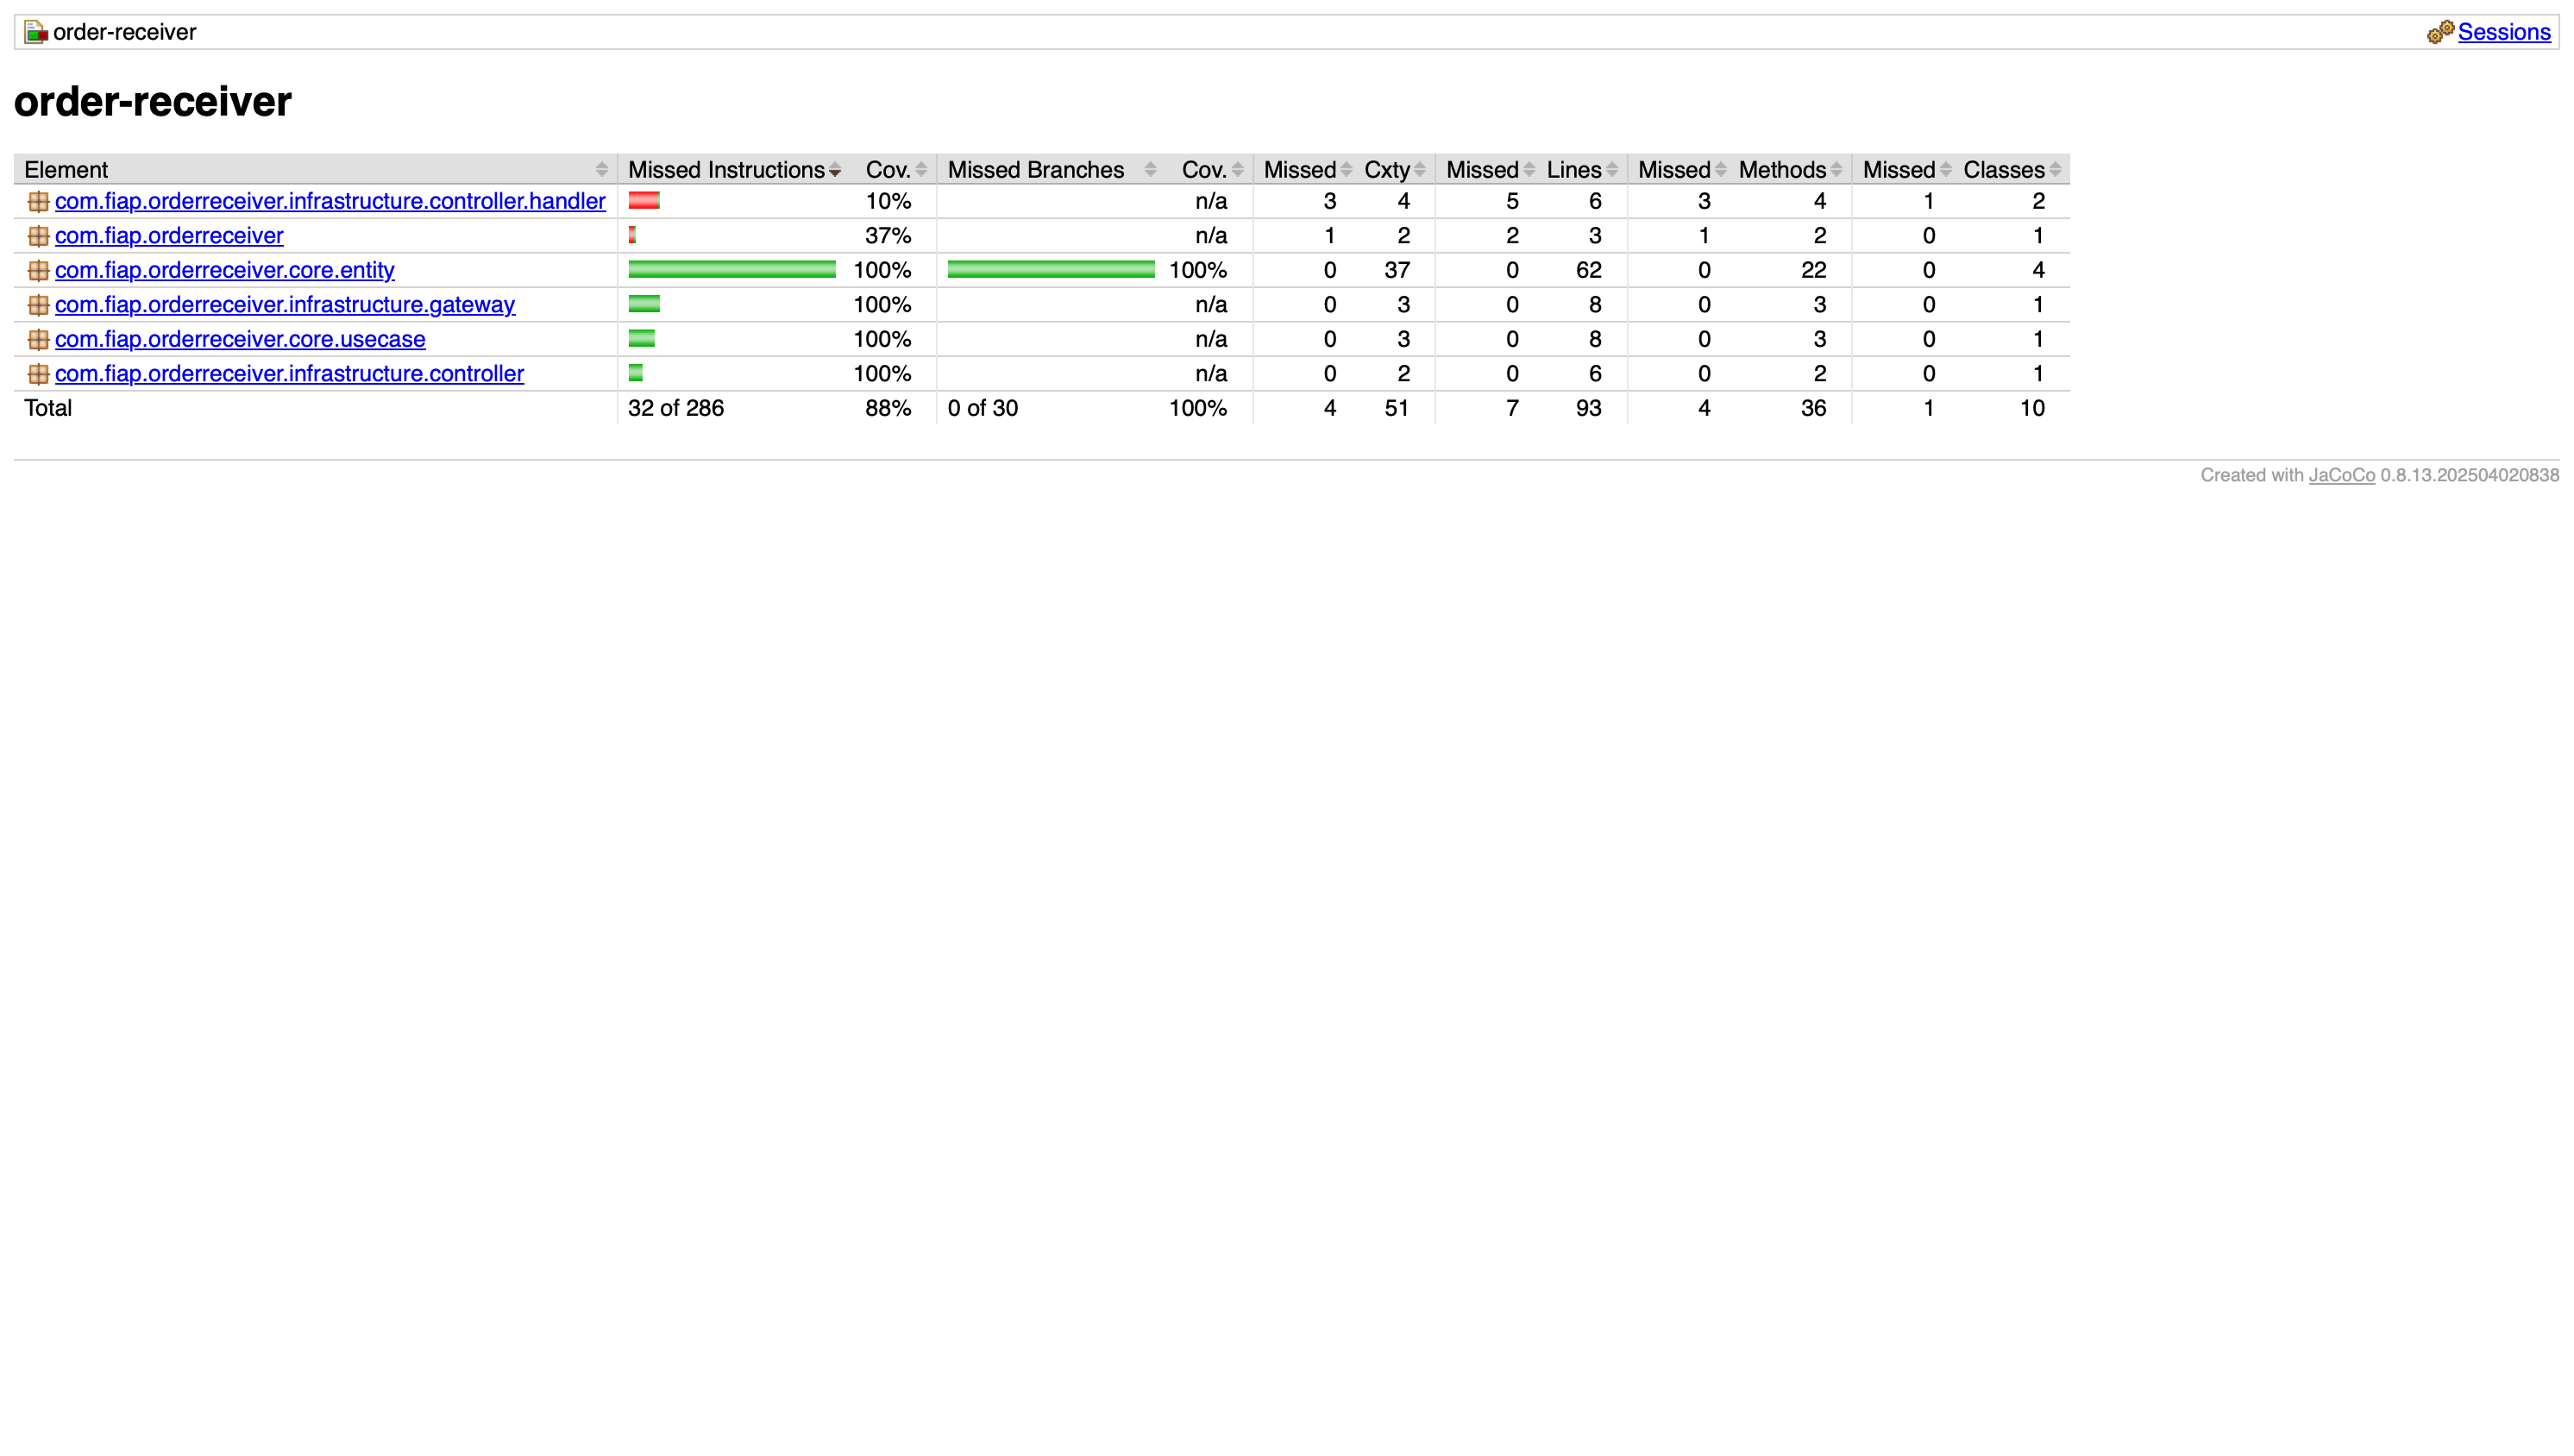 order-receiver Sessions
order-receiver
Element Missed Instructions Cov. Missed Branches Cov. Missed Cxty Missed Lines Missed Methods Missed Classes
com.fiap.orderreceiver.infrastructure.controller.handler 10% n/a 3 4 5 6 3 4 1 2
com.fiap.orderreceiver 37% n/a 1 2 2 3 1 2 0 1
com.fiap.orderreceiver.core.entity 100% 100% 0 37 0 62 0 22 0 4
com.fiap.orderreceiver.infrastructure.gateway 100% n/a 0 3 0 8 0 3 0 1
com.fiap.orderreceiver.core.usecase 100% n/a 0 3 0 8 0 3 0 1
com.fiap.orderreceiver.infrastructure.controller 100% n/a 0 2 0 6 0 2 0 1
Total 32 of 286 88% 0 of 30 100% 4 51 7 93 4 36 1 10
Created with JaCoCo 0.8.13.202504020838